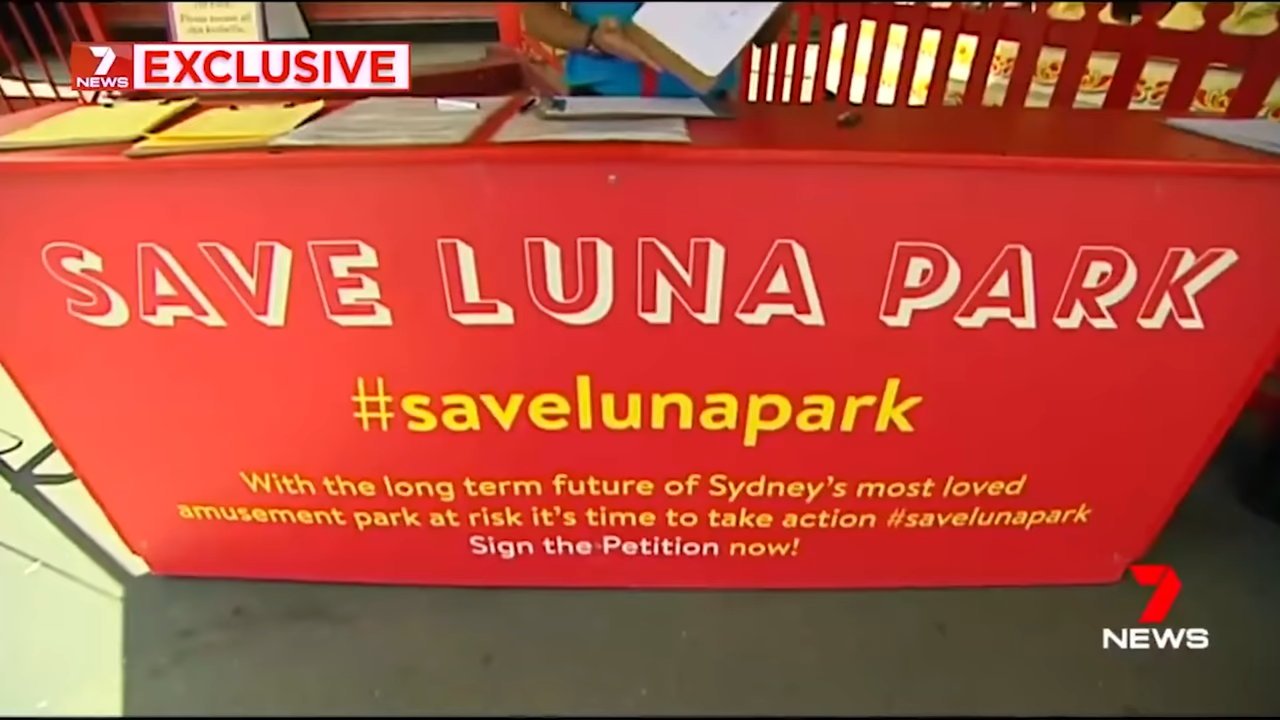 7 NEWS EXCLUSIVE
SAVE LUNA PARK
#savelunapark
With the long term future of Sydney's most loved
amusement park at risk it's time to take action #savelunapark
Sign the Petition now!
7
NEWS